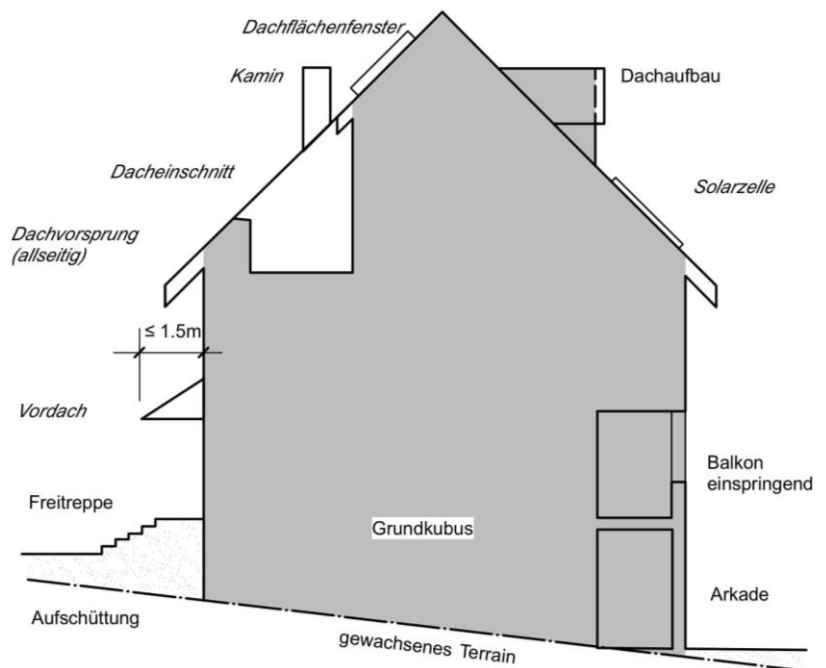 Dachflächenfenster
Kamin
Dachaufbau
Dacheinschnitt
Solarzelle
Dachvorsprung
(allseitig)
≤ 1.5m
Vordach
Balkon
einspringend
Freitreppe
Grundkubus
Arkade
Aufschüttung
gewachsenes Terrain